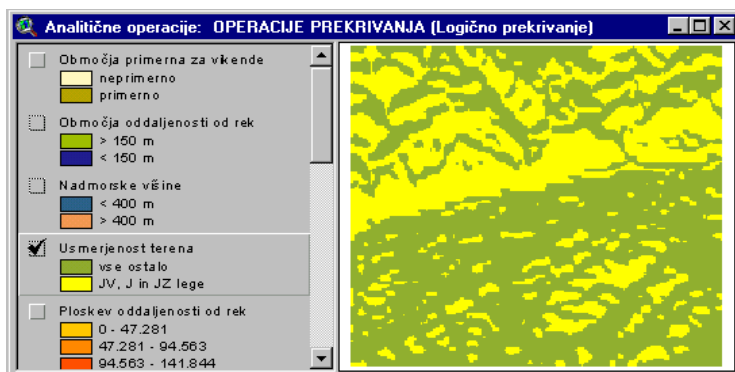 Analitične operacije: OPERACIJE PREKRIVANJA (Logično prekrivanje)
Območja primerna za vikende
neprimerno
primerno
Območja oddaljenosti od rek
> 150 m
< 150 m
Nadmorske višine
< 400 m
> 400 m
Usmerjenost terena
vse ostalo
JV, J in JZ lege
Ploskev oddaljenosti od rek
0 - 47.281
47.281 - 94.563
94.563 - 141.844